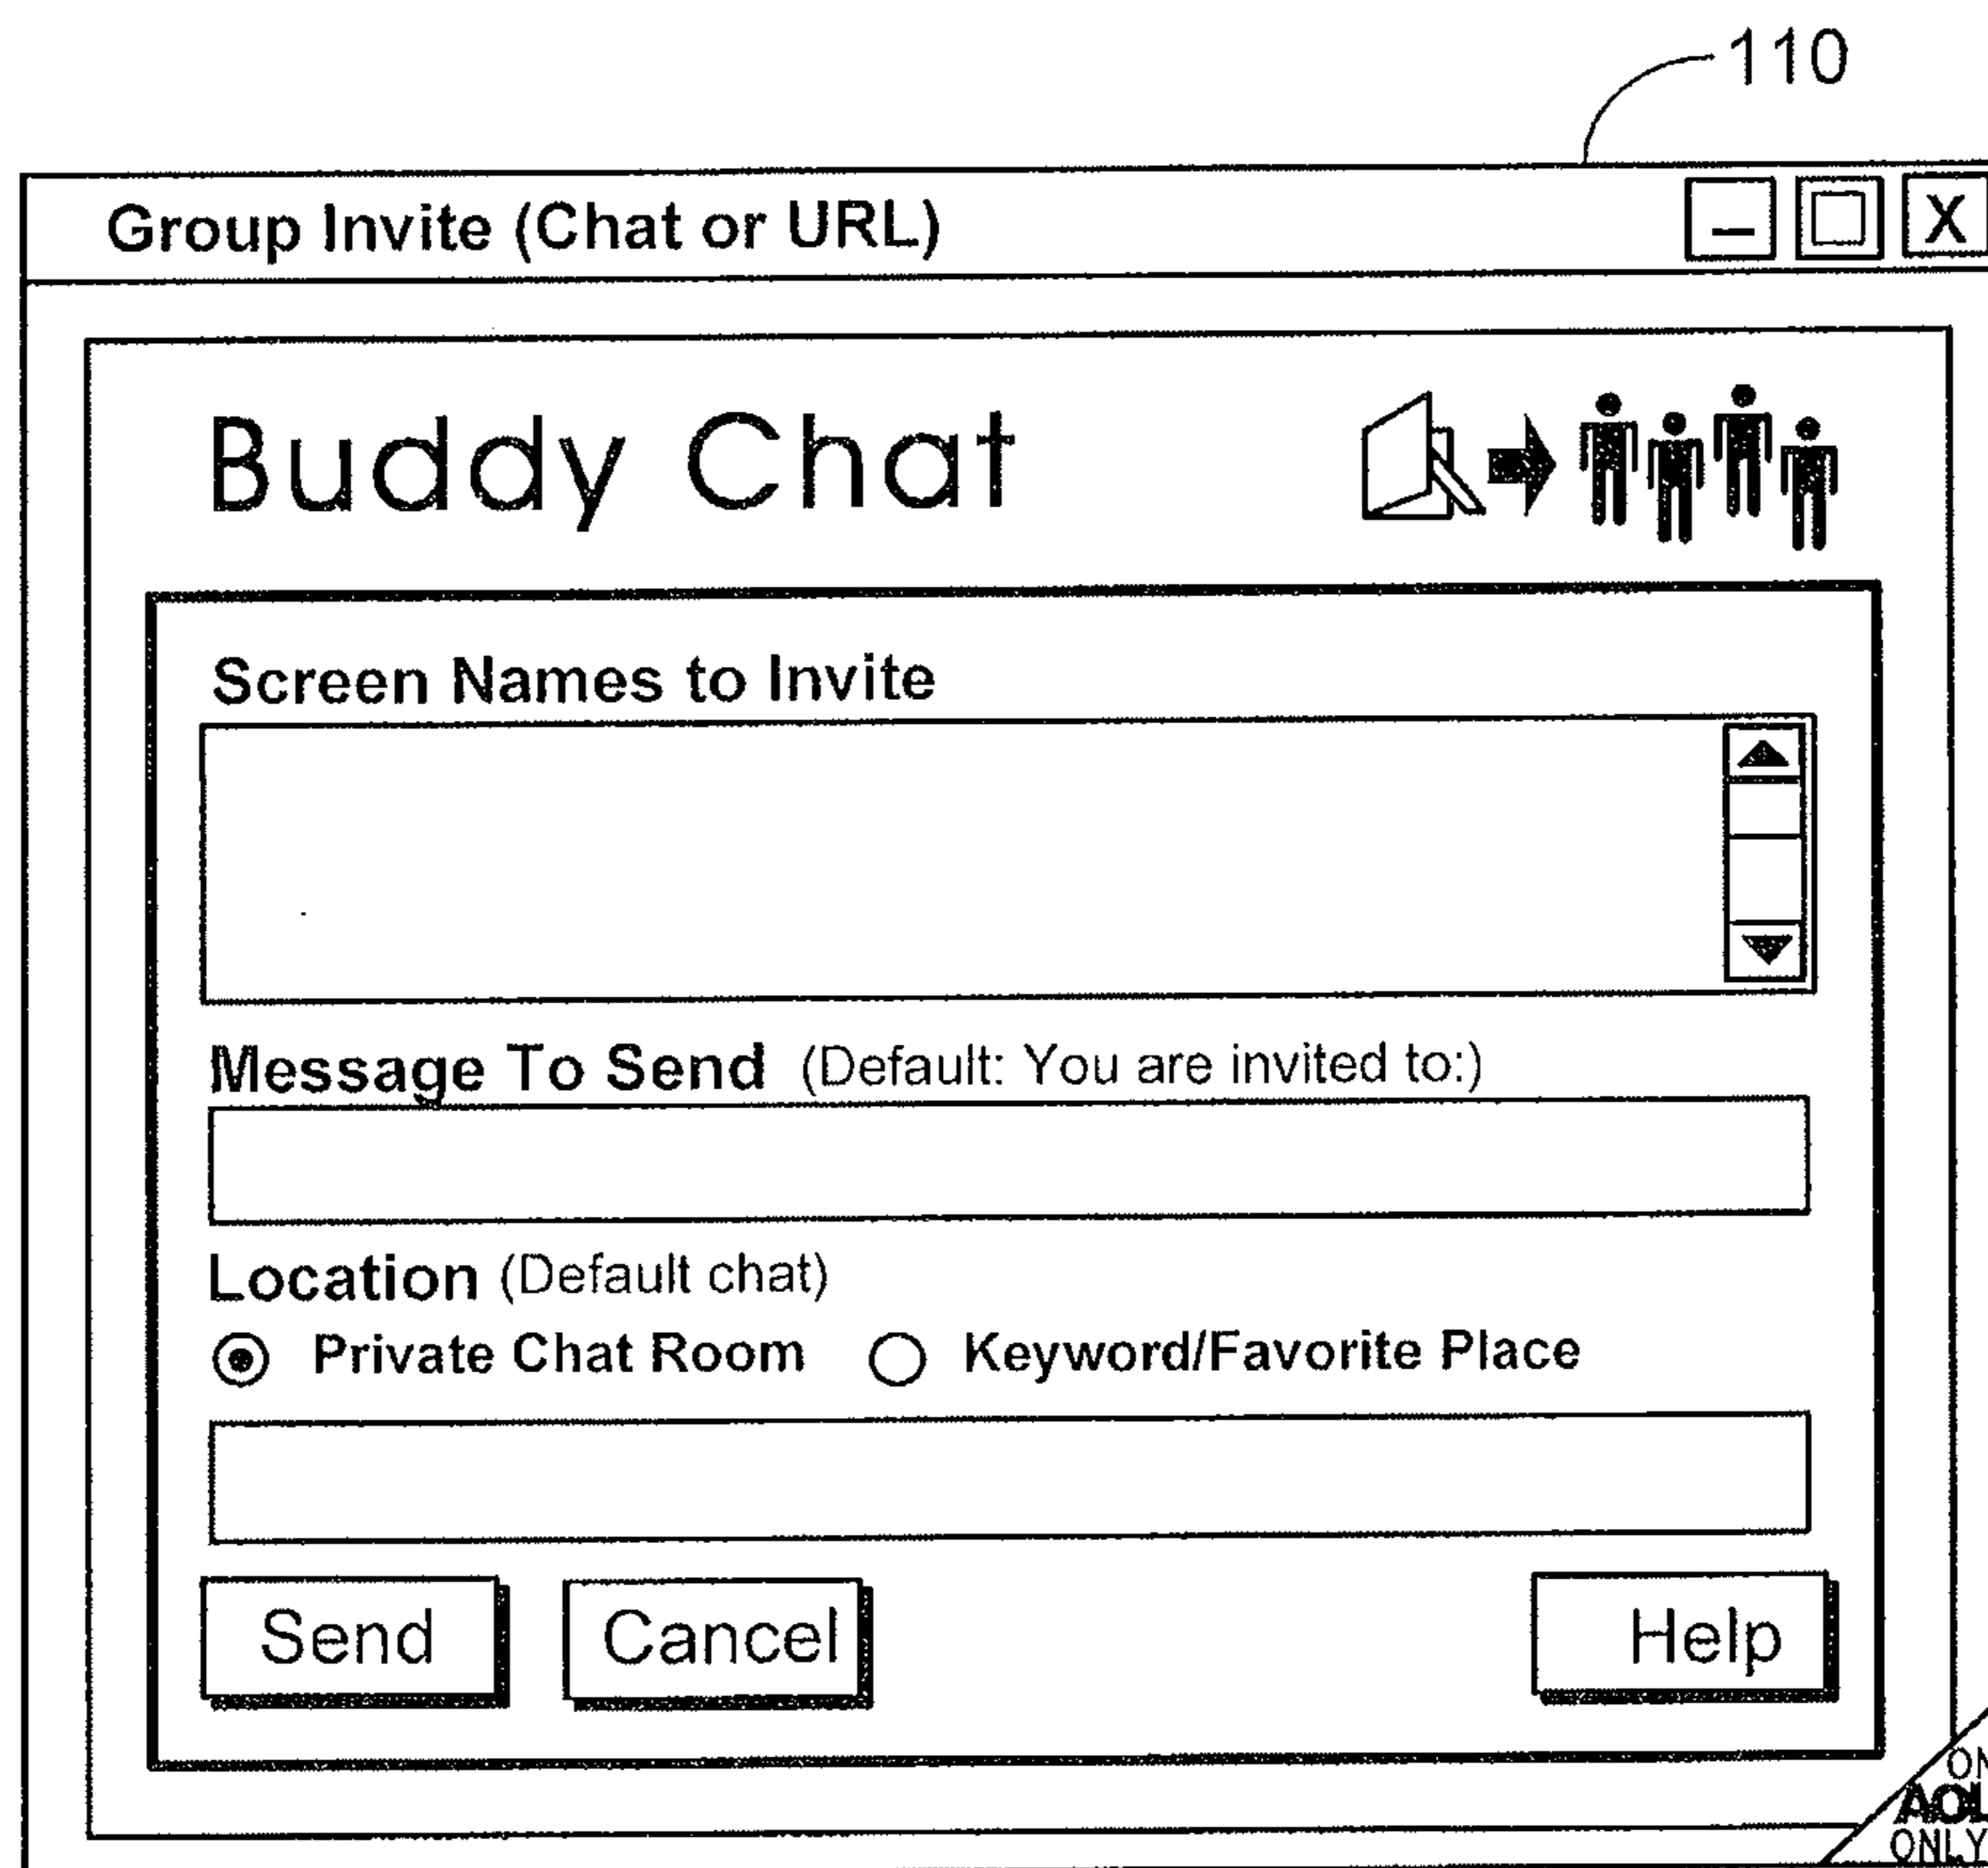 110
Group Invite (Chat or URL)
X
Buddy Chat
Screen Names to Invite
Message To Send (Default: You are invited to:)
Location (Default chat)
Private Chat Room Keyword/Favorite Place
Send Cancel Help
ON
AOL
ONLY